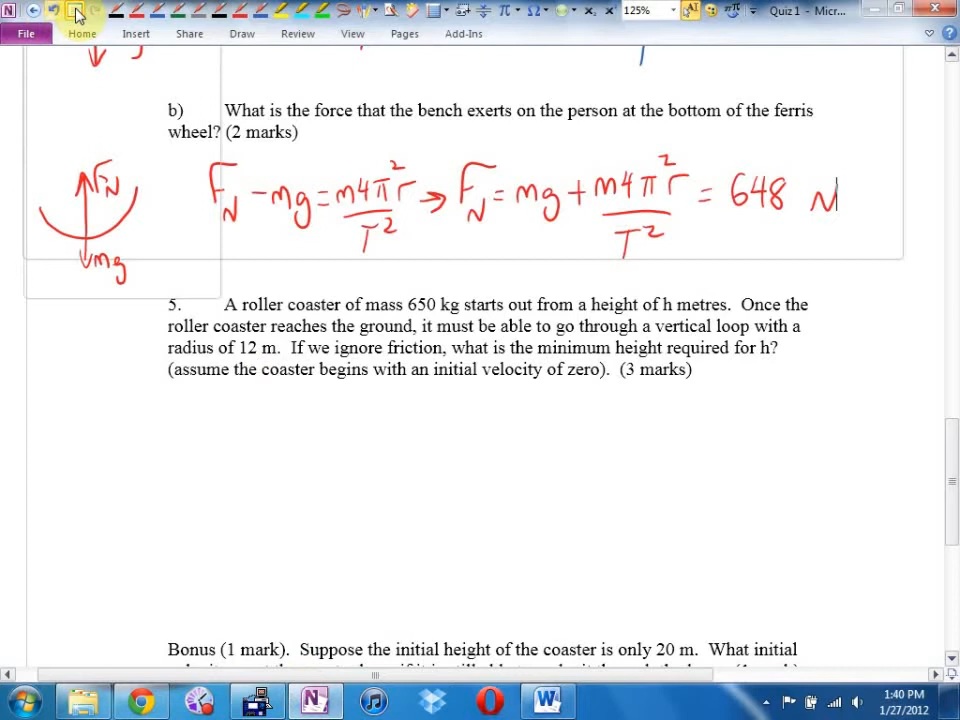 125%
Quiz 1 - Micr...
File Home Insert Share Draw Review View Pages Add-Ins
b) What is the force that the bench exerts on the person at the bottom of the ferris
wheel? (2 marks)
F_N
mg
F_N - mg = m4π²r/T² → F_N = mg + m4π²r/T² = 648 N
5. A roller coaster of mass 650 kg starts out from a height of h metres. Once the
roller coaster reaches the ground, it must be able to go through a vertical loop with a
radius of 12 m. If we ignore friction, what is the minimum height required for h?
(assume the coaster begins with an initial velocity of zero). (3 marks)
Bonus (1 mark). Suppose the initial height of the coaster is only 20 m. What initial
1:40 PM
1/27/2012